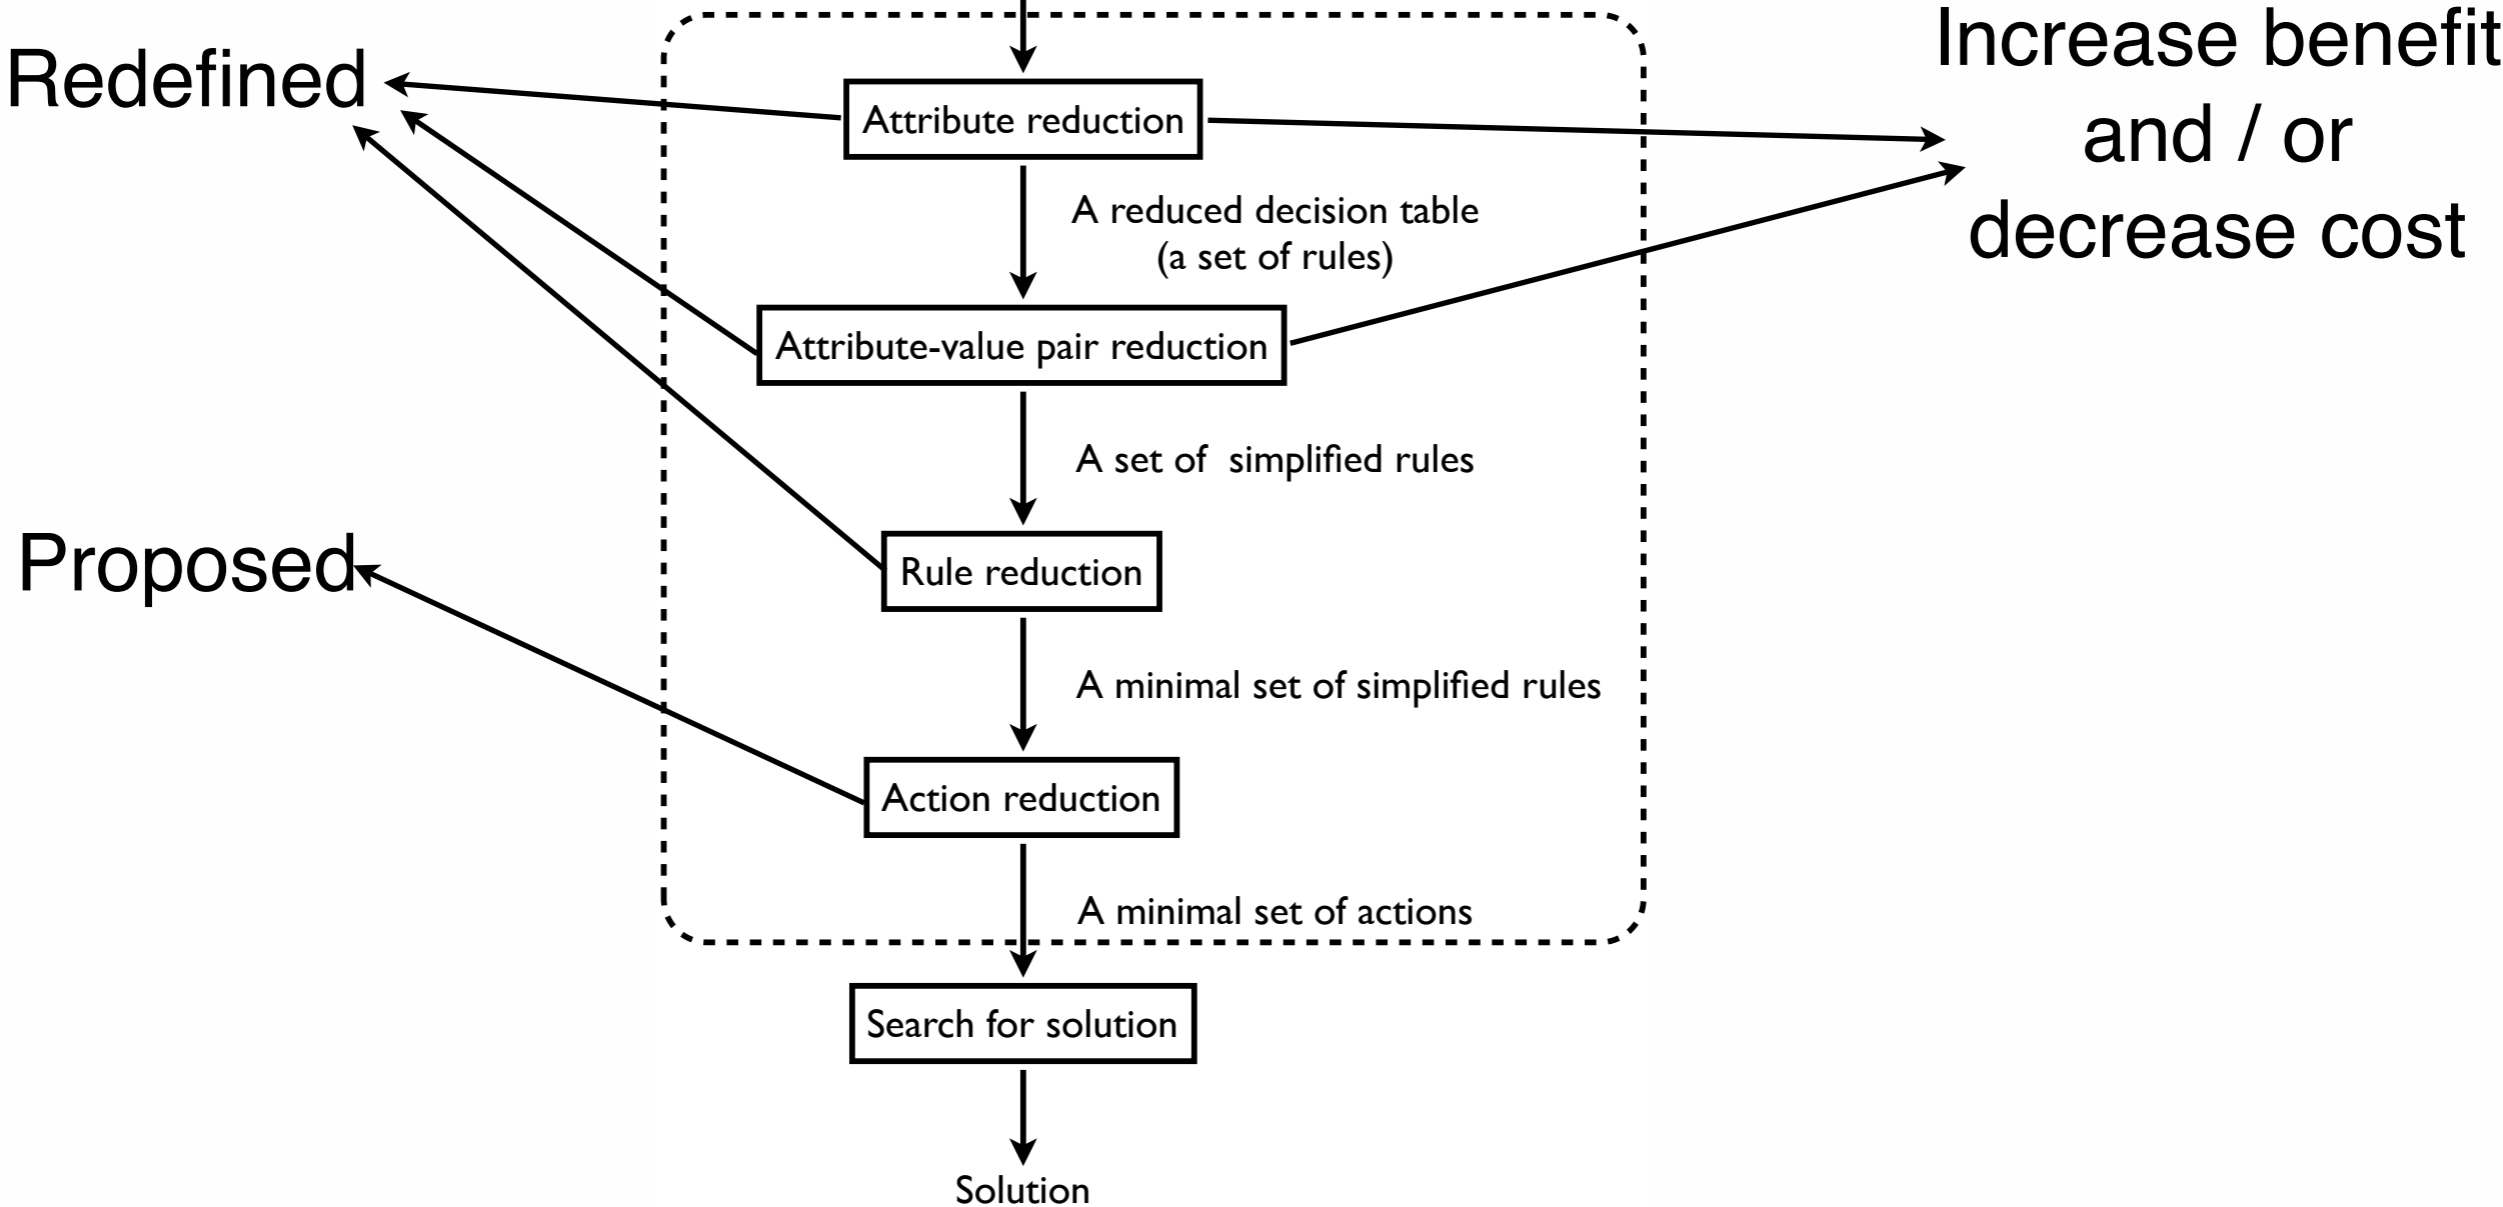 Redefined
Increase benefit
and / or
decrease cost
Attribute reduction
A reduced decision table
(a set of rules)
Attribute-value pair reduction
A set of  simplified rules
Proposed
Rule reduction
A minimal set of simplified rules
Action reduction
A minimal set of actions
Search for solution
Solution